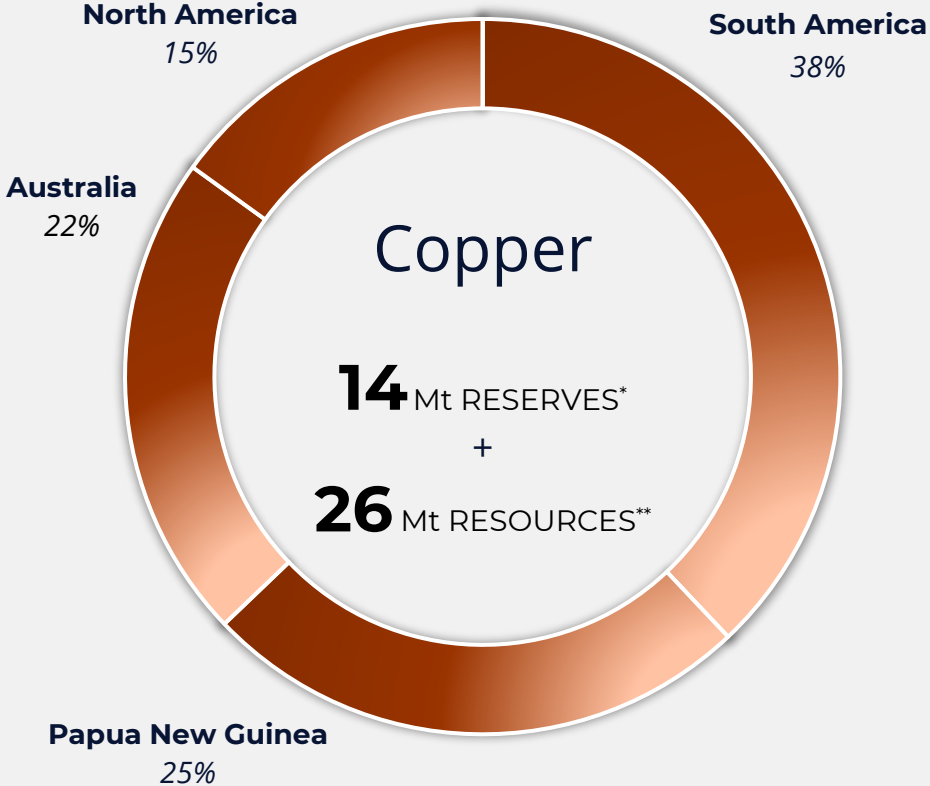 North America
15%
South America
38%
Australia
22%
Copper
14 Mt RESERVES*
+
26 Mt RESOURCES**
Papua New Guinea
25%